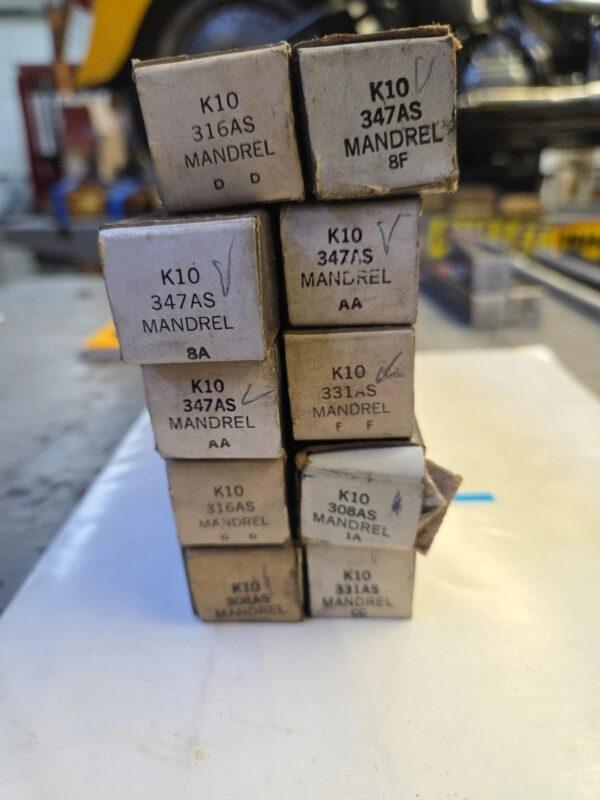 K10
316AS
MANDREL
D D
K10
347AS
MANDREL
8F
K10
347AS
MANDREL
8A
K10
347AS
MANDREL
AA
K10
347AS
MANDREL
AA
K10
331AS
MANDREL
F F
K10
316AS
MANDREL
K10
308AS
MANDREL
1A
K10
308AS
MANDREL
K10
331AS
MANDREL